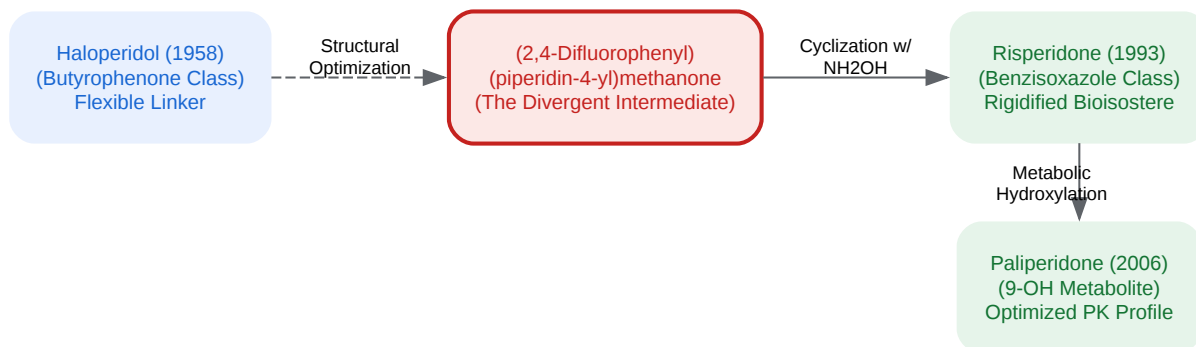 Haloperidol (1958)
(Butyrophenone Class)
Flexible Linker
Structural
Optimization
(2,4-Difluorophenyl)
(piperidin-4-yl)methanone
(The Divergent Intermediate)
Cyclization w/
NH2OH
Risperidone (1993)
(Benzisoxazole Class)
Rigidified Bioisostere
Metabolic
Hydroxylation
Paliperidone (2006)
(9-OH Metabolite)
Optimized PK Profile